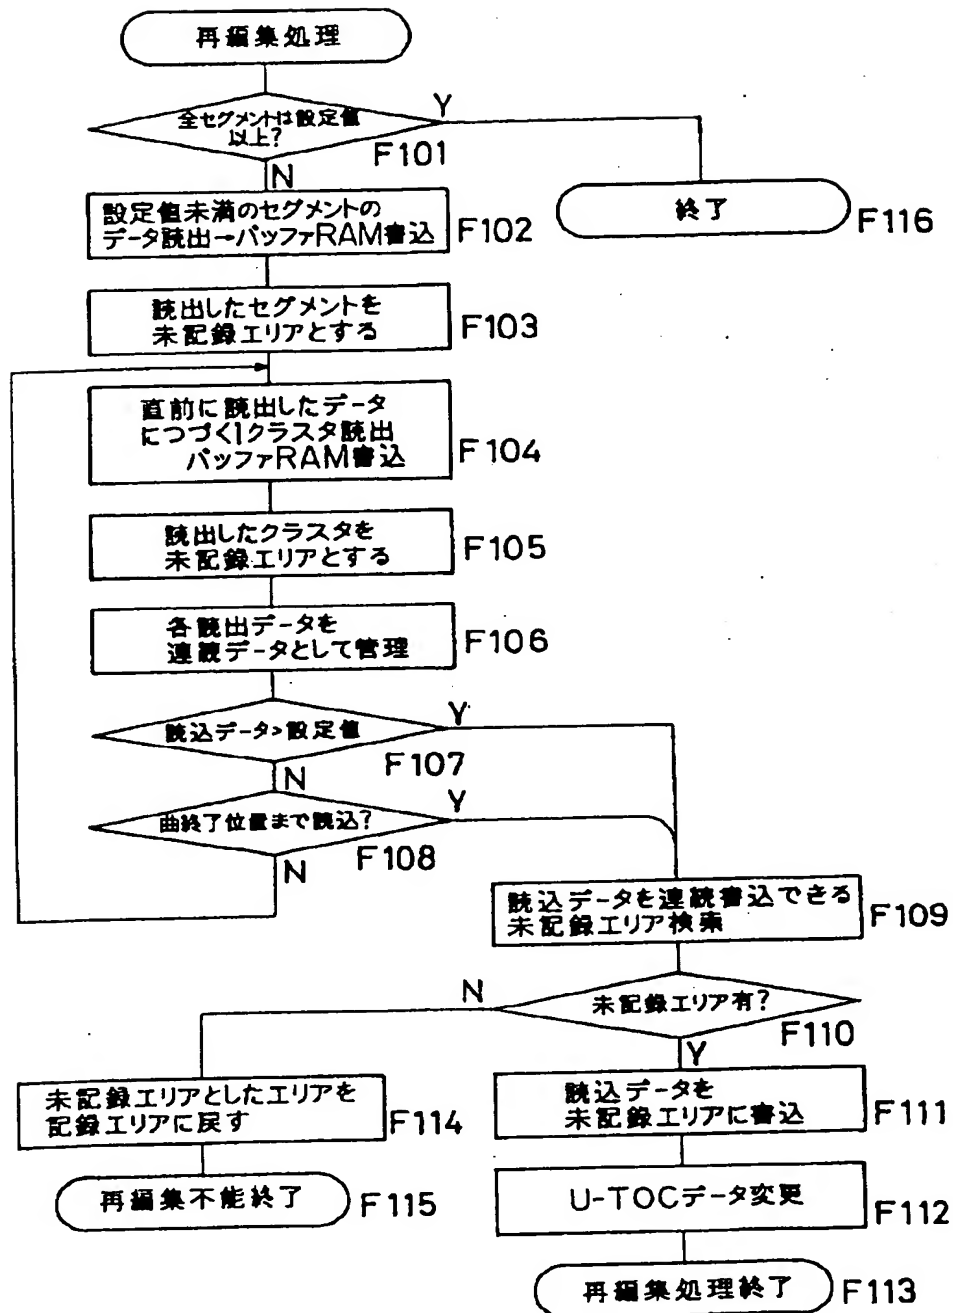 再編集処理
全セグメントは設定値
以上?
Y
F101
N
設定値未満のセグメントの
データ読出→バッファRAM書込
F102
終了
F116
読出したセグメントを
未記録エリアとする
F103
直前に読出したデータ
につづく1クラスタ読出
バッファRAM書込
F104
読出したクラスタを
未記録エリアとする
F105
各読出データを
連続データとして管理
F106
読込データ>設定値
Y
F107
N
曲終了位置まで読込?
Y
F108
N
読込データを連続書込できる
未記録エリア検索
F109
N
未記録エリア有?
F110
Y
未記録エリアとしたエリアを
記録エリアに戻す
F114
読込データを
未記録エリアに書込
F111
再編集不能終了
F115
U-TOCデータ変更
F112
再編集処理終了
F113